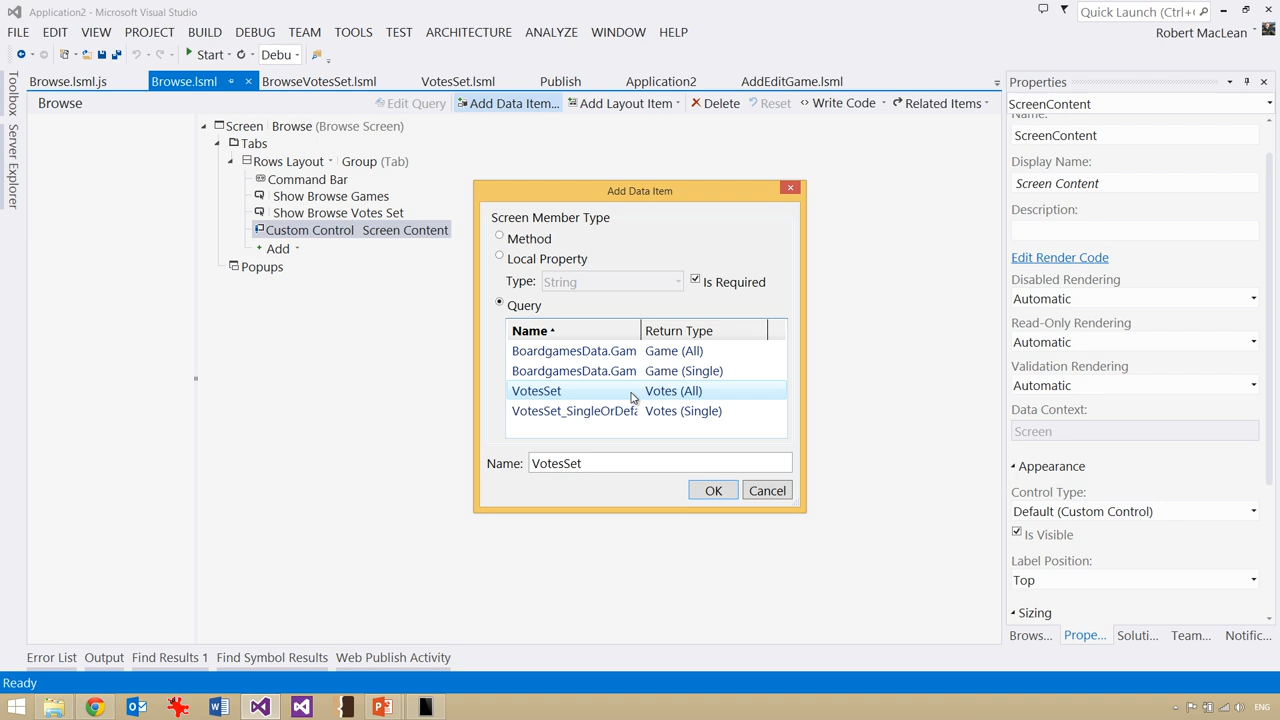 Application2 - Microsoft Visual Studio
Quick Launch (Ctrl+
FILE EDIT VIEW PROJECT BUILD DEBUG TEAM TOOLS TEST ARCHITECTURE ANALYZE WINDOW HELP
Robert MacLean
Start Debu
Toolbox
Server Explorer
Browse.lsml.js Browse.lsml BrowseVotesSet.lsml VotesSet.lsml Publish Application2 AddEditGame.lsml
Browse
Edit Query Add Data Item... Add Layout Item Delete Reset Write Code Related Items
Screen Browse (Browse Screen)
Tabs
Rows Layout Group (Tab)
Command Bar
Show Browse Games
Show Browse Votes Set
Custom Control Screen Content
Add
Popups
Add Data Item
Screen Member Type
Method
Local Property
Type: String Is Required
Query
Name Return Type
BoardgamesData.Gam Game (All)
BoardgamesData.Gam Game (Single)
VotesSet Votes (All)
VotesSet_SingleOrDefa Votes (Single)
Name: VotesSet
OK Cancel
Properties
ScreenContent
Name:
ScreenContent
Display Name:
Screen Content
Description:
Edit Render Code
Disabled Rendering
Automatic
Read-Only Rendering
Automatic
Validation Rendering
Automatic
Data Context:
Screen
Appearance
Control Type:
Default (Custom Control)
Is Visible
Label Position:
Top
Sizing
Brows... Prope... Soluti... Team... Notific...
Error List Output Find Results 1 Find Symbol Results Web Publish Activity
Ready
ENG